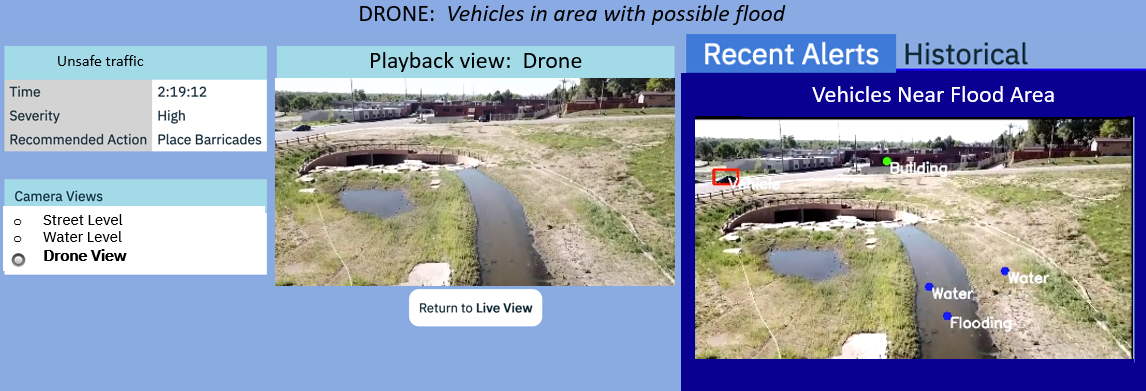 DRONE: Vehicles in area with possible flood
Unsafe traffic
Time 2:19:12
Severity High
Recommended Action Place Barricades
Camera Views
Street Level
Water Level
Drone View
Playback view: Drone
Return to Live View
Recent Alerts Historical
Vehicles Near Flood Area
Building
Vehicle
Water
Water
Flooding